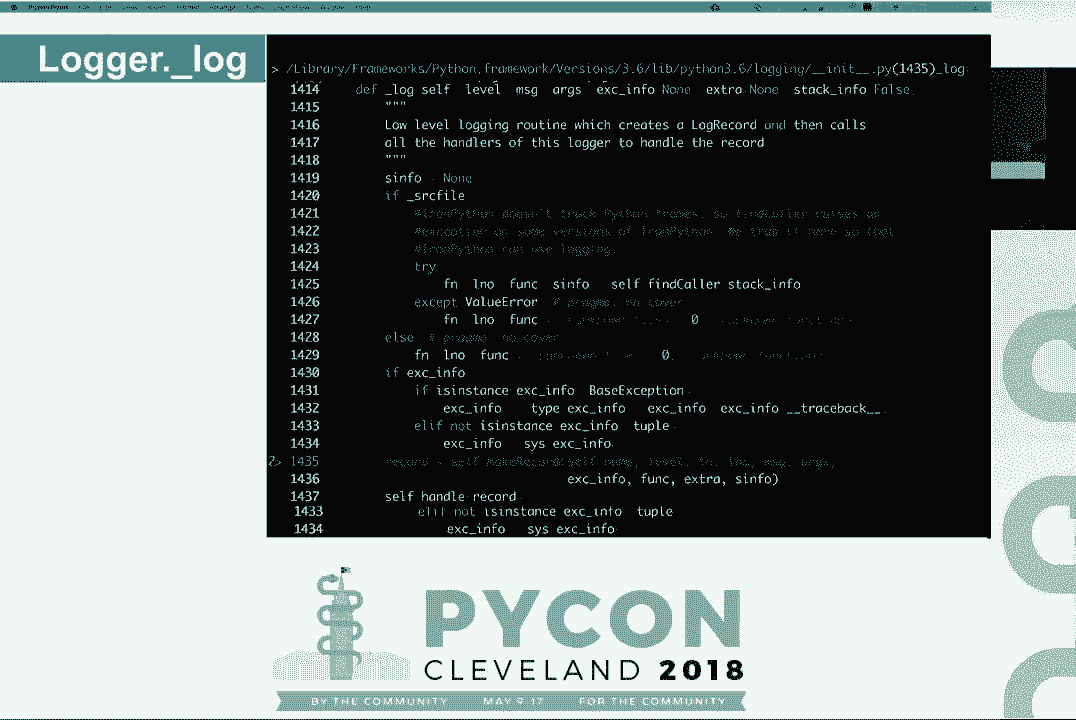 Logger._log
> /Library/Frameworks/Python.framework/Versions/3.6/lib/python3.6/logging/__init__.py(1435)_log
1414 def _log self level msg args exc_info None extra None stack_info False
1415 """
1416 Low level logging routine which creates a LogRecord and then calls
1417 all the handlers of this logger to handle the record
1418 """
1419 sinfo None
1420 if _srcfile
1421 #IronPython doesn't track Python frames, so findCaller raises an
1422 #exception on some versions of IronPython. We trap it here so that
1423 #IronPython can use logging.
1424 try
1425 fn lno func sinfo self findCaller stack_info
1426 except ValueError # pragma: no cover
1427 fn lno func 0
1428 else # pragma: no cover
1429 fn lno func 0,
1430 if exc_info
1431 if isinstance exc_info BaseException
1432 exc_info type exc_info exc_info exc_info __traceback__
1433 elif not isinstance exc_info tuple
1434 exc_info sys exc_info
2> 1435 record = self.makeRecord(self.name, level, fn, lno, msg, args,
1436 exc_info, func, extra, sinfo)
1437 self handle record
1433 elif not isinstance exc_info tuple
1434 exc_info sys exc_info
PYCON
CLEVELAND 2018
BY THE COMMUNITY MAY 9-17 FOR THE COMMUNITY